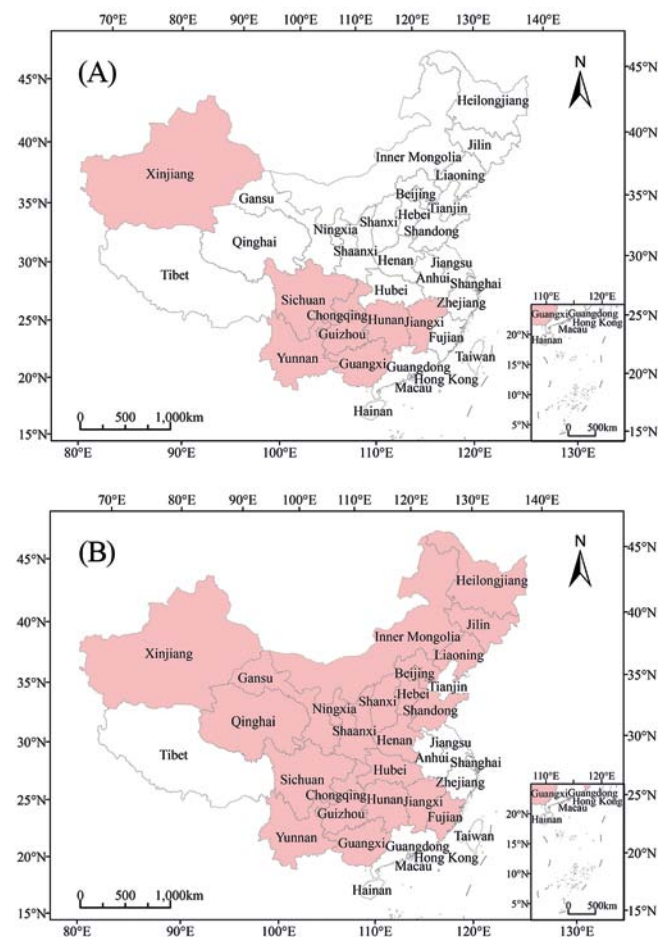 70°E 80°E 90°E 100°E 110°E 120°E 130°E 140°E
(A)
N
45°N
45°N
Heilongjiang
Jilin
40°N
40°N
Inner Mongolia
Liaoning
Xinjiang
Beijing
Gansu
Tianjin
35°N
35°N
Hebei
Shanxi
Ningxia
Shandong
Qinghai
Shaanxi
Henan
Jiangsu
30°N
30°N
Tibet
Anhui
Shanghai
Hubei
Sichuan
Zhejiang
Chongqing
Hunan
Jiangxi
25°N
25°N
Guizhou
Fujian
Yunnan
Guangxi
Guangdong
Taiwan
Hong Kong
Macau
20°N
20°N
Hainan
0 500 1,000km
15°N
15°N
110°E 120°E
Guangxi
Guangdong
Hong Kong
Macau
20°N
Hainan
15°N
10°N
5°N
0 500km
80°E 90°E 100°E 110°E 120°E 130°E
70°E 80°E 90°E 100°E 110°E 120°E 130°E 140°E
(B)
N
45°N
45°N
Heilongjiang
Jilin
40°N
40°N
Inner Mongolia
Liaoning
Xinjiang
Beijing
Gansu
Tianjin
35°N
35°N
Hebei
Shanxi
Ningxia
Shandong
Qinghai
Shaanxi
Henan
Jiangsu
30°N
30°N
Tibet
Anhui
Shanghai
Hubei
Sichuan
Zhejiang
Chongqing
Hunan
Jiangxi
25°N
25°N
Guizhou
Fujian
Yunnan
Guangxi
Guangdong
Taiwan
Hong Kong
Macau
20°N
20°N
Hainan
0 500 1,000km
15°N
15°N
110°E 120°E
Guangxi
Guangdong
Hong Kong
Macau
20°N
Hainan
15°N
10°N
5°N
0 500km
80°E 90°E 100°E 110°E 120°E 130°E